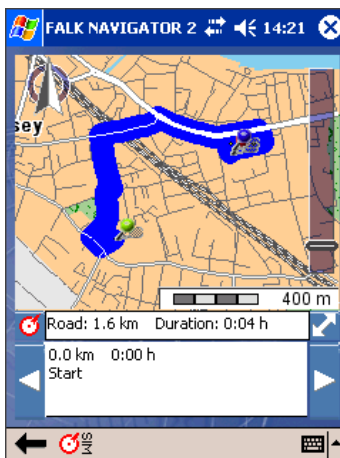 FALK NAVIGATOR 2 14:21
sey
400 m
Road: 1.6 km Duration: 0:04 h
0.0 km 0:00 h
Start
SIM